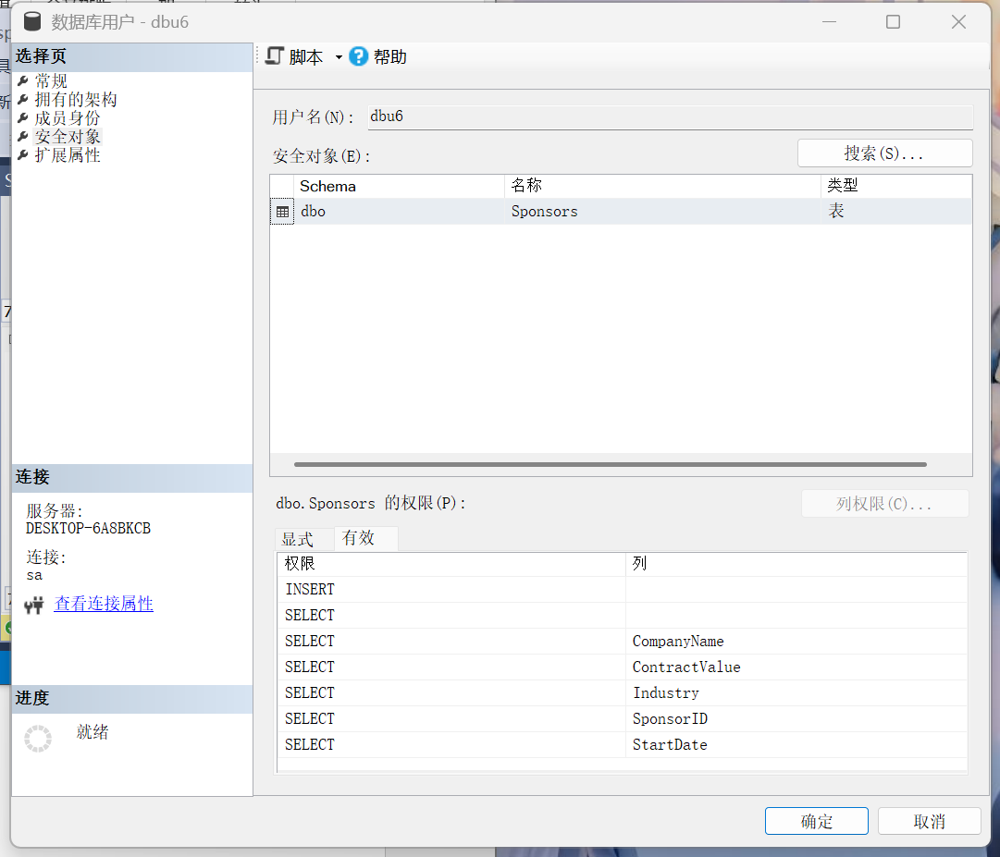 数据库用户 - dbu6
选择页
常规
拥有的架构
成员身份
安全对象
扩展属性
脚本
帮助
用户名(N):
dbu6
安全对象(E):
搜索(S)...
Schema 名称 类型
dbo Sponsors 表
dbo.Sponsors 的权限(P):
列权限(C)...
显式 有效
权限 列
INSERT
SELECT
SELECT CompanyName
SELECT ContractValue
SELECT Industry
SELECT SponsorID
SELECT StartDate
连接
服务器:
DESKTOP-6A8BKCB
连接:
sa
查看连接属性
进度
就绪
确定 取消